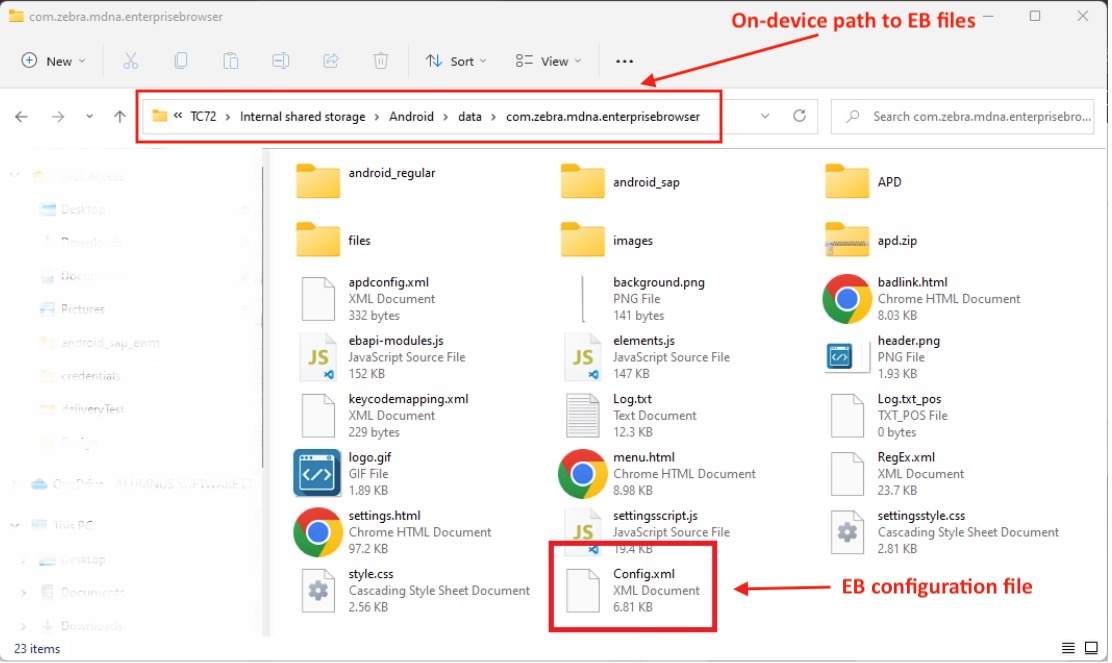 com.zebra.mdna.enterprisebrowser
On-device path to EB files
New
Sort
View
« TC72 > Internal shared storage > Android > data > com.zebra.mdna.enterprisebrowser
Search com.zebra.mdna.enterprisebro...
Desktop
Pictures
android_sap_ewm
credentials
deliveryTest
This PC
Desktop
Documents
Downloads
android_regular
android_sap
APD
files
images
apd.zip
apdconfig.xml
XML Document
332 bytes
background.png
PNG File
141 bytes
badlink.html
Chrome HTML Document
8.03 KB
ebapi-modules.js
JavaScript Source File
152 KB
elements.js
JavaScript Source File
147 KB
header.png
PNG File
1.93 KB
keycodemapping.xml
XML Document
229 bytes
Log.txt
Text Document
12.3 KB
Log.txt_pos
TXT_POS File
0 bytes
logo.gif
GIF File
1.89 KB
menu.html
Chrome HTML Document
8.98 KB
RegEx.xml
XML Document
23.7 KB
settings.html
Chrome HTML Document
97.2 KB
settingsscript.js
JavaScript Source File
19.4 KB
settingsstyle.css
Cascading Style Sheet Document
2.81 KB
style.css
Cascading Style Sheet Document
2.56 KB
Config.xml
XML Document
6.81 KB
EB configuration file
JS
JS
JS
23 items